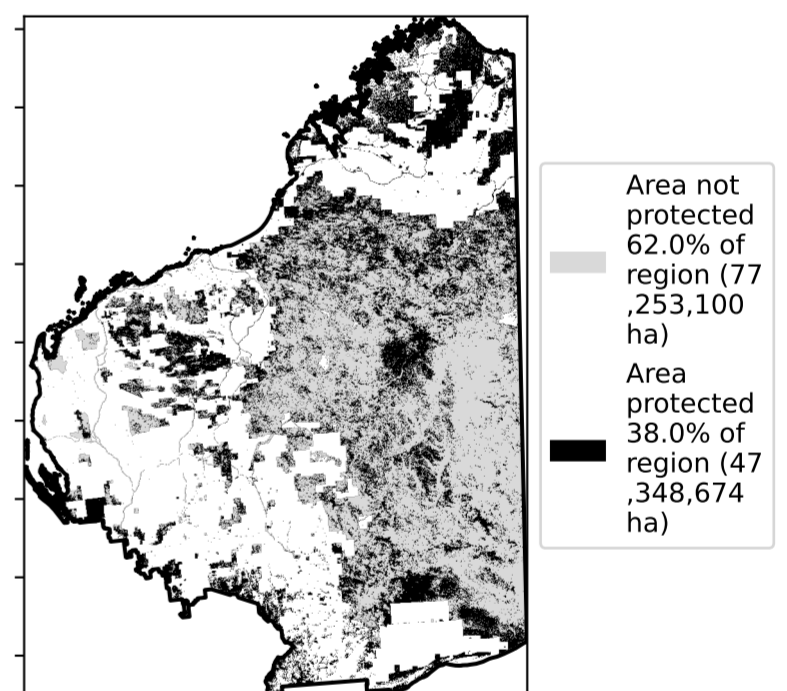 Area not
protected
62.0% of
region (77
,253,100
ha)
Area
protected
38.0% of
region (47
,348,674
ha)